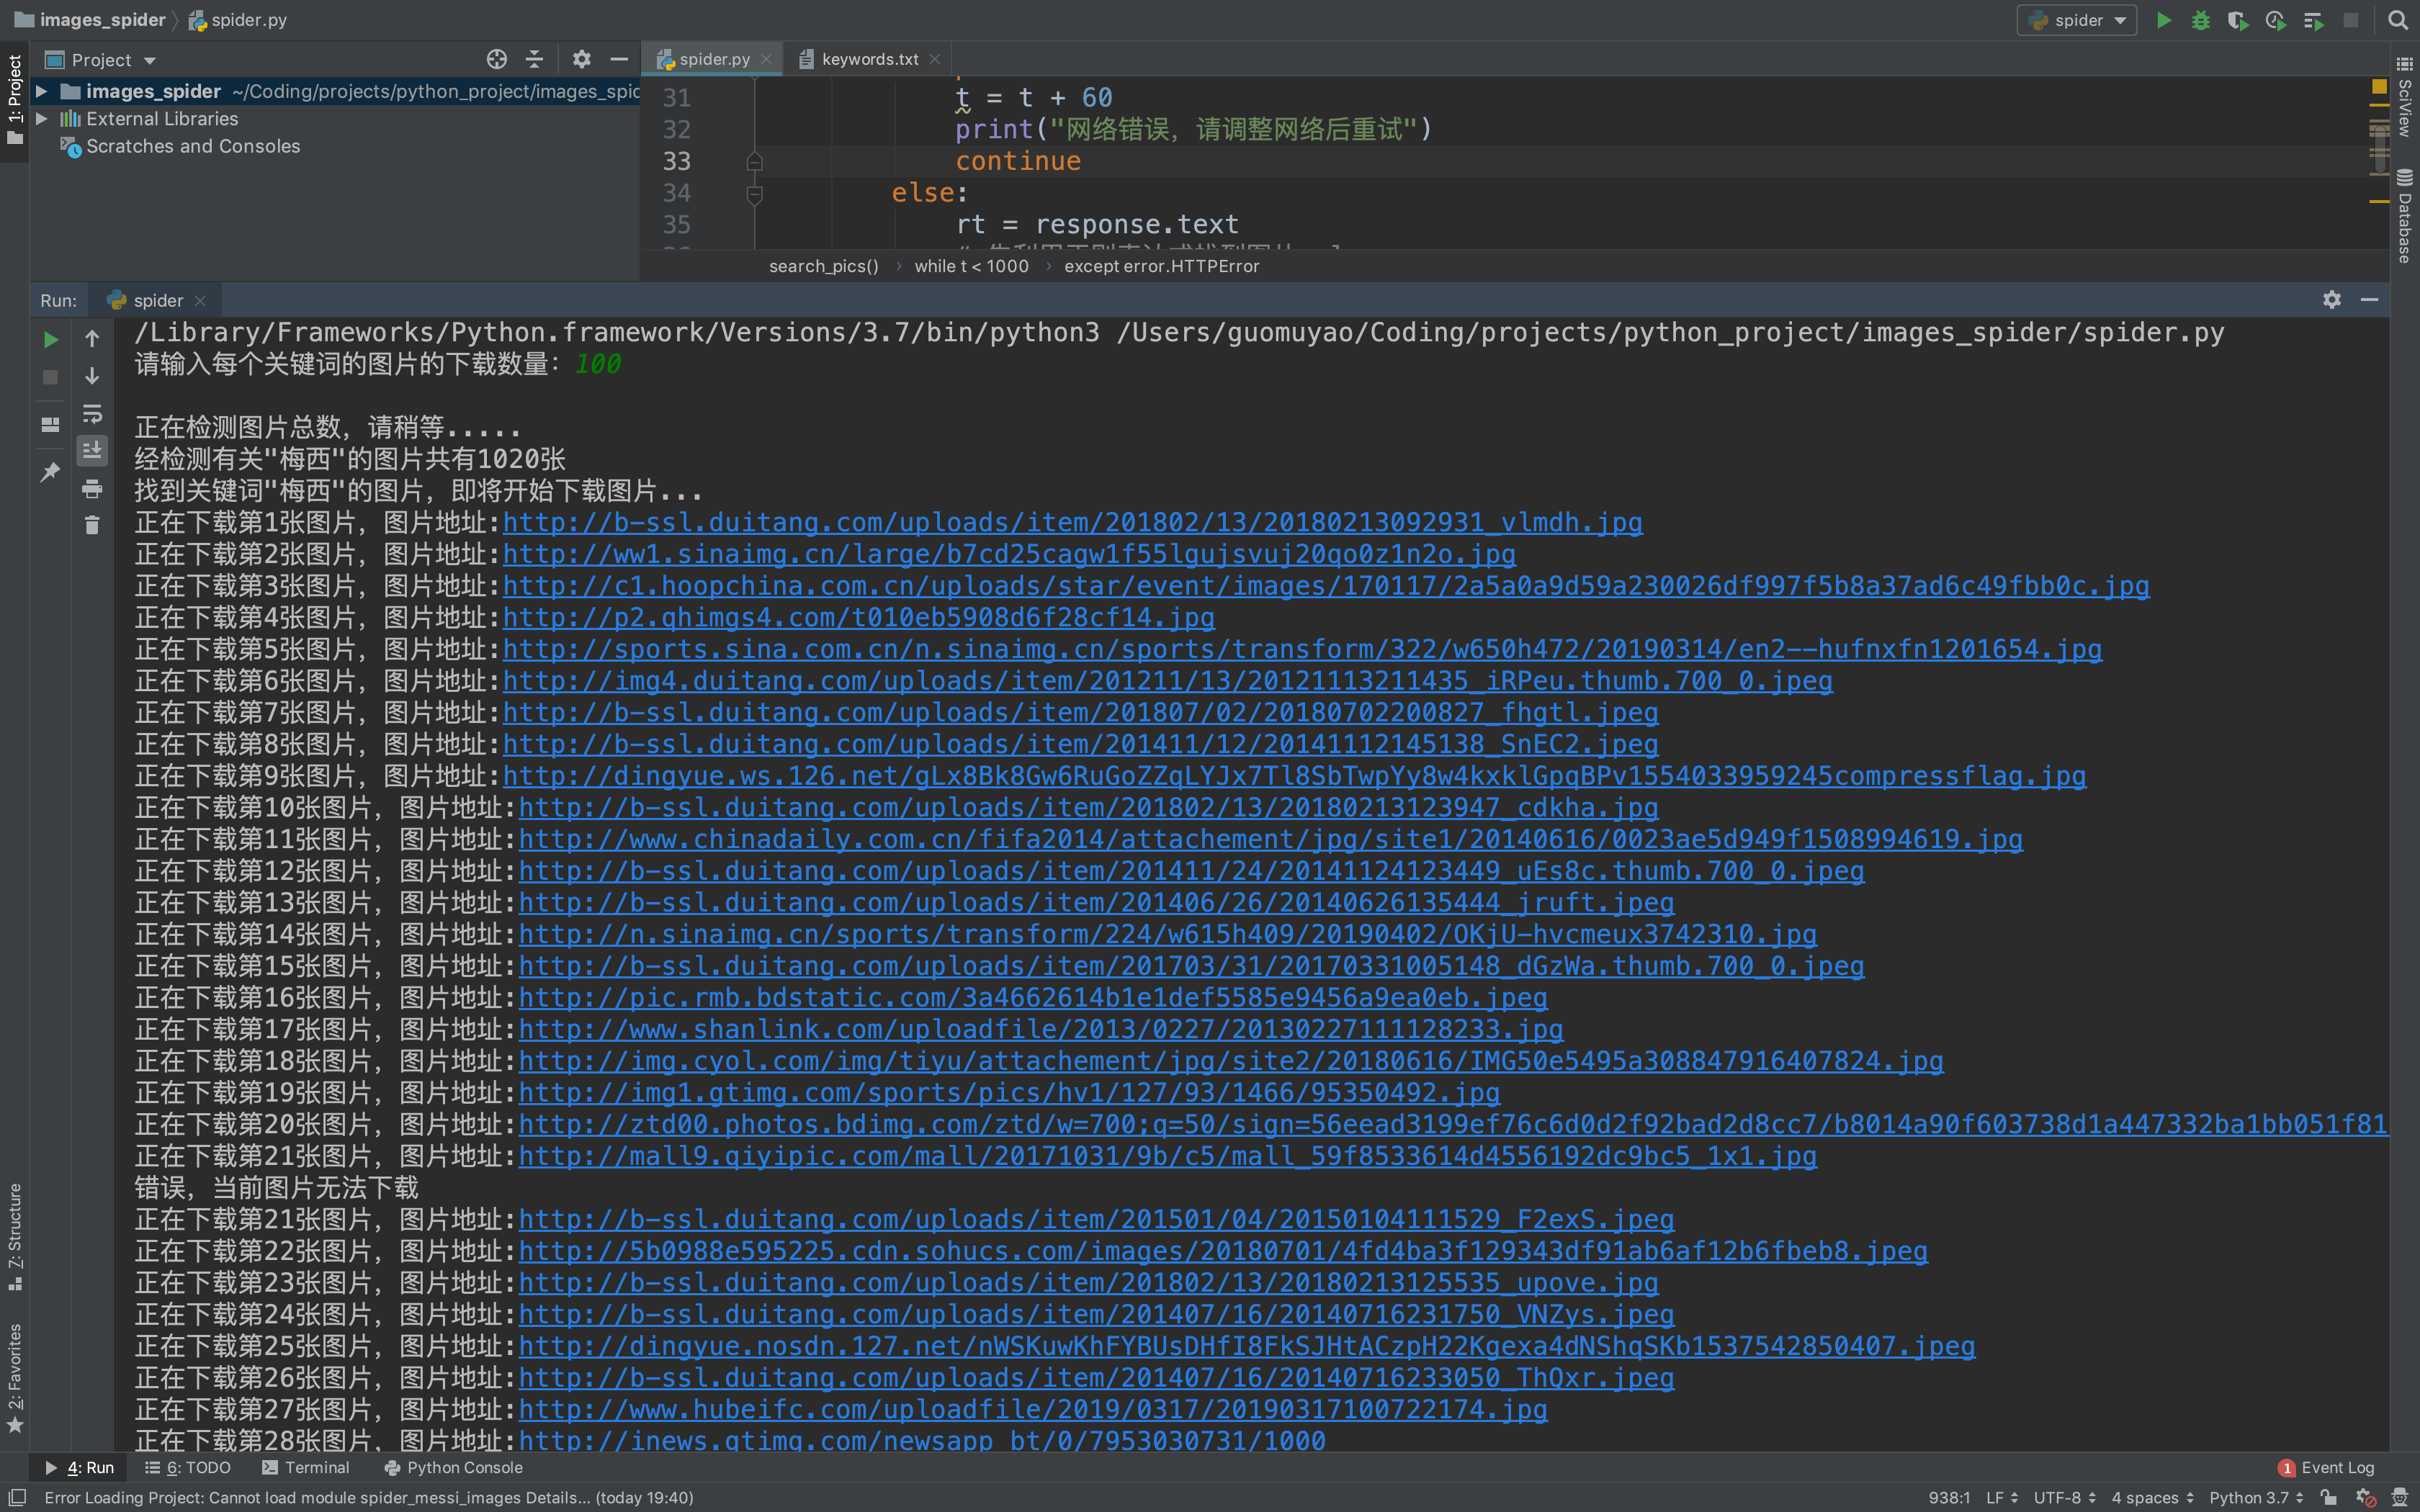 images_spider
spider.py
spider
1: Project
Project
spider.py
keywords.txt
images_spider ~/Coding/projects/python_project/images_spid
External Libraries
Scratches and Consoles
31 t = t + 60
32 print("网络错误，请调整网络后重试")
33 continue
34 else:
35 rt = response.text
search_pics() › while t < 1000 › except error.HTTPError
SciView
Database
Run: spider
/Library/Frameworks/Python.framework/Versions/3.7/bin/python3 /Users/guomuyao/Coding/projects/python_project/images_spider/spider.py
请输入每个关键词的图片的下载数量: 100
正在检测图片总数，请稍等.....
经检测有关"梅西"的图片共有1020张
找到关键词"梅西"的图片，即将开始下载图片...
正在下载第1张图片，图片地址:http://b-ssl.duitang.com/uploads/item/201802/13/20180213092931_vlmdh.jpg
正在下载第2张图片，图片地址:http://ww1.sinaimg.cn/large/b7cd25cagw1f55lgujsvuj20qo0z1n2o.jpg
正在下载第3张图片，图片地址:http://c1.hoopchina.com.cn/uploads/star/event/images/170117/2a5a0a9d59a230026df997f5b8a37ad6c49fbb0c.jpg
正在下载第4张图片，图片地址:http://p2.qhimgs4.com/t010eb5908d6f28cf14.jpg
正在下载第5张图片，图片地址:http://sports.sina.com.cn/n.sinaimg.cn/sports/transform/322/w650h472/20190314/en2--hufnxfn1201654.jpg
正在下载第6张图片，图片地址:http://img4.duitang.com/uploads/item/201211/13/20121113211435_iRPeu.thumb.700_0.jpeg
正在下载第7张图片，图片地址:http://b-ssl.duitang.com/uploads/item/201807/02/20180702200827_fhgtl.jpeg
正在下载第8张图片，图片地址:http://b-ssl.duitang.com/uploads/item/201411/12/20141112145138_SnEC2.jpeg
正在下载第9张图片，图片地址:http://dingyue.ws.126.net/gLx8Bk8Gw6RuGoZZqLYJx7Tl8SbTwpYy8w4kxklGpqBPv1554033959245compressflag.jpg
正在下载第10张图片，图片地址:http://b-ssl.duitang.com/uploads/item/201802/13/20180213123947_cdkha.jpg
正在下载第11张图片，图片地址:http://www.chinadaily.com.cn/fifa2014/attachement/jpg/site1/20140616/0023ae5d949f1508994619.jpg
正在下载第12张图片，图片地址:http://b-ssl.duitang.com/uploads/item/201411/24/20141124123449_uEs8c.thumb.700_0.jpeg
正在下载第13张图片，图片地址:http://b-ssl.duitang.com/uploads/item/201406/26/20140626135444_jruft.jpeg
正在下载第14张图片，图片地址:http://n.sinaimg.cn/sports/transform/224/w615h409/20190402/OKjU-hvcmeux3742310.jpg
正在下载第15张图片，图片地址:http://b-ssl.duitang.com/uploads/item/201703/31/20170331005148_dGzWa.thumb.700_0.jpeg
正在下载第16张图片，图片地址:http://pic.rmb.bdstatic.com/3a4662614b1e1def5585e9456a9ea0eb.jpeg
正在下载第17张图片，图片地址:http://www.shanlink.com/uploadfile/2013/0227/20130227111128233.jpg
正在下载第18张图片，图片地址:http://img.cyol.com/img/tiyu/attachement/jpg/site2/20180616/IMG50e5495a308847916407824.jpg
正在下载第19张图片，图片地址:http://img1.gtimg.com/sports/pics/hv1/127/93/1466/95350492.jpg
正在下载第20张图片，图片地址:http://ztd00.photos.bdimg.com/ztd/w=700;q=50/sign=56eead3199ef76c6d0d2f92bad2d8cc7/b8014a90f603738d1a447332ba1bb051f81
正在下载第21张图片，图片地址:http://mall9.qiyipic.com/mall/20171031/9b/c5/mall_59f8533614d4556192dc9bc5_1x1.jpg
错误，当前图片无法下载
正在下载第21张图片，图片地址:http://b-ssl.duitang.com/uploads/item/201501/04/20150104111529_F2exS.jpeg
正在下载第22张图片，图片地址:http://5b0988e595225.cdn.sohucs.com/images/20180701/4fd4ba3f129343df91ab6af12b6fbeb8.jpeg
正在下载第23张图片，图片地址:http://b-ssl.duitang.com/uploads/item/201802/13/20180213125535_upove.jpg
正在下载第24张图片，图片地址:http://b-ssl.duitang.com/uploads/item/201407/16/20140716231750_VNZys.jpeg
正在下载第25张图片，图片地址:http://dingyue.nosdn.127.net/nWSKuwKhFYBUsDHfI8FkSJHtACzpH22Kgexa4dNShqSKb1537542850407.jpeg
正在下载第26张图片，图片地址:http://b-ssl.duitang.com/uploads/item/201407/16/20140716233050_ThQxr.jpeg
正在下载第27张图片，图片地址:http://www.hubeifc.com/uploadfile/2019/0317/20190317100722174.jpg
正在下载第28张图片，图片地址:http://inews.gtimg.com/newsapp_bt/0/7953030731/1000
7: Structure
2: Favorites
4: Run
6: TODO
Terminal
Python Console
1 Event Log
Error Loading Project: Cannot load module spider_messi_images Details... (today 19:40)
938:1 LF UTF-8 4 spaces Python 3.7